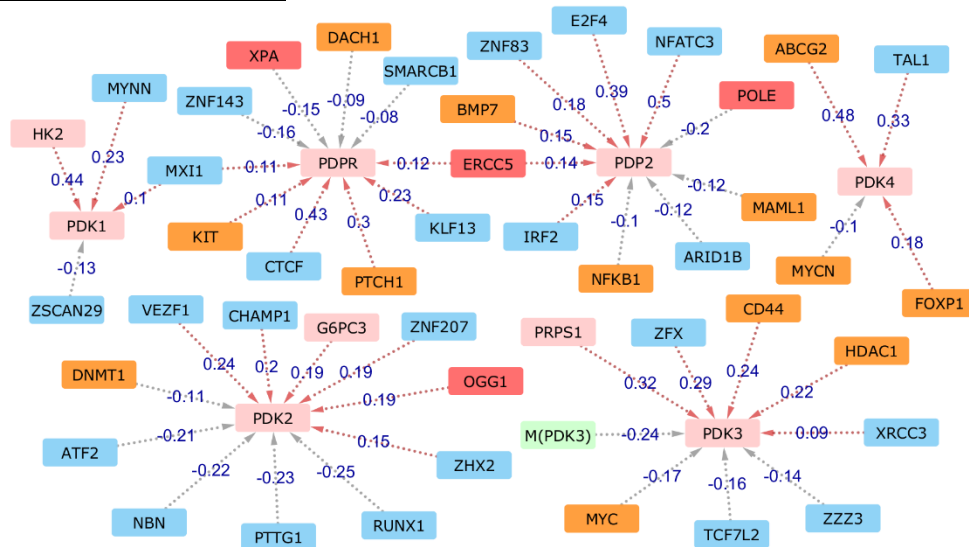 DACH1
E2F4
XPA
ZNF83
NFATC3
ABCG2
TAL1
SMARCB1
MYNN
ZNF143
-0.15
-0.09
-0.08
BMP7
0.18
0.39
0.5
POLE
HK2
-0.16
0.15
-0.2
0.48
0.33
0.23
MXI1
0.11
PDPR
0.12
ERCC5
0.14
PDP2
PDK4
0.44
0.1
-0.12
PDK1
0.11
0.43
0.3
0.23
0.15
-0.1
-0.12
MAML1
-0.1
KIT
KLF13
IRF2
0.18
-0.13
CTCF
ARID1B
MYCN
PTCH1
NFKB1
ZSCAN29
FOXP1
VEZF1
CHAMP1
G6PC3
ZNF207
PRPS1
ZFX
CD44
HDAC1
DNMT1
0.24
0.2
0.19
0.19
OGG1
0.32
0.29
0.24
0.22
-0.11
0.19
PDK2
M(PDK3)
-0.24
PDK3
0.09
XRCC3
ATF2
-0.21
0.15
ZHX2
-0.22
-0.23
-0.25
-0.17
-0.16
-0.14
NBN
PTTG1
RUNX1
MYC
TCF7L2
ZZZ3